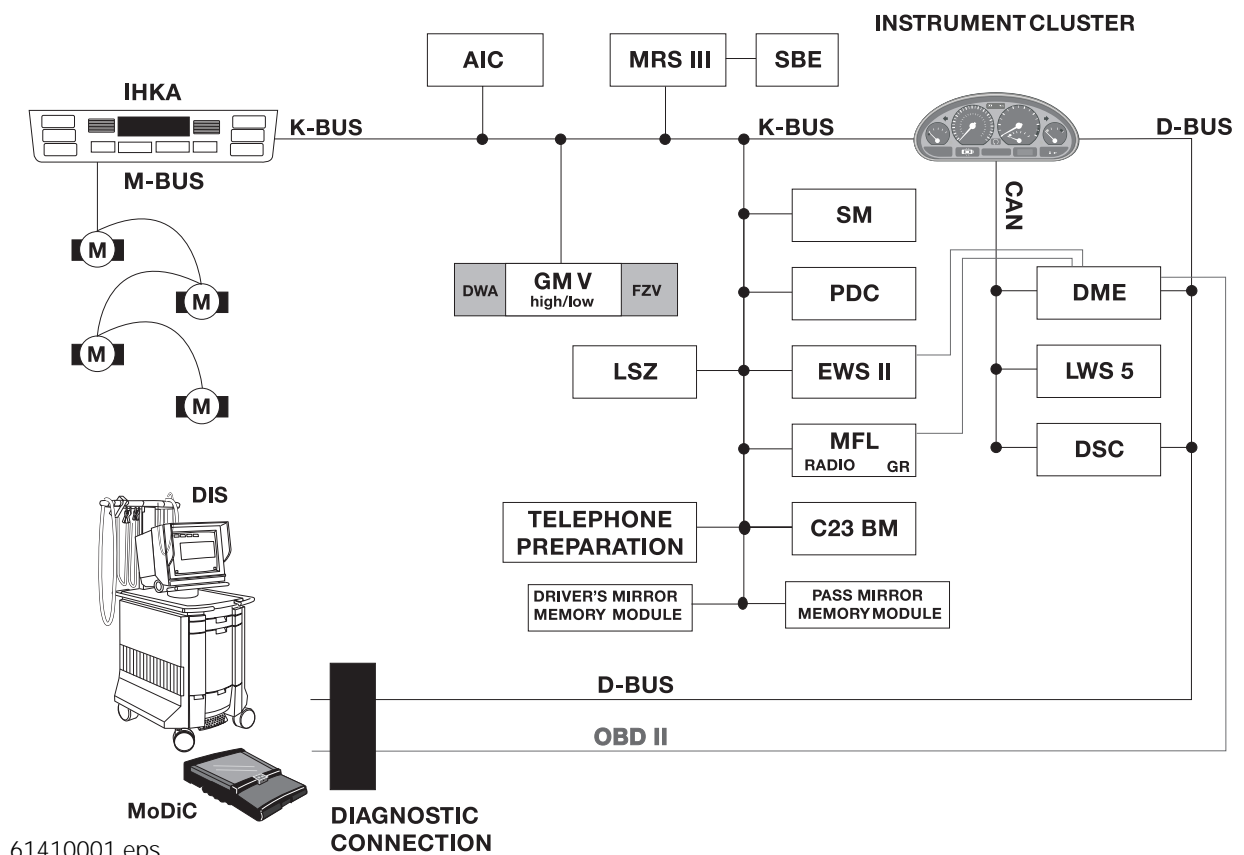 INSTRUMENT CLUSTER
AIC
MRS III
SBE
IHKA
K-BUS
K-BUS
D-BUS
M-BUS
CAN
M
M
M
M
SM
DWA
GM V
high/low
FZV
PDC
DME
LSZ
EWS II
LWS 5
MFL
RADIO GR
DSC
DIS
TELEPHONE
PREPARATION
C23 BM
DRIVER'S MIRROR
MEMORY MODULE
PASS MIRROR
MEMORY MODULE
D-BUS
OBD II
MoDiC
DIAGNOSTIC
CONNECTION
61410001.eps